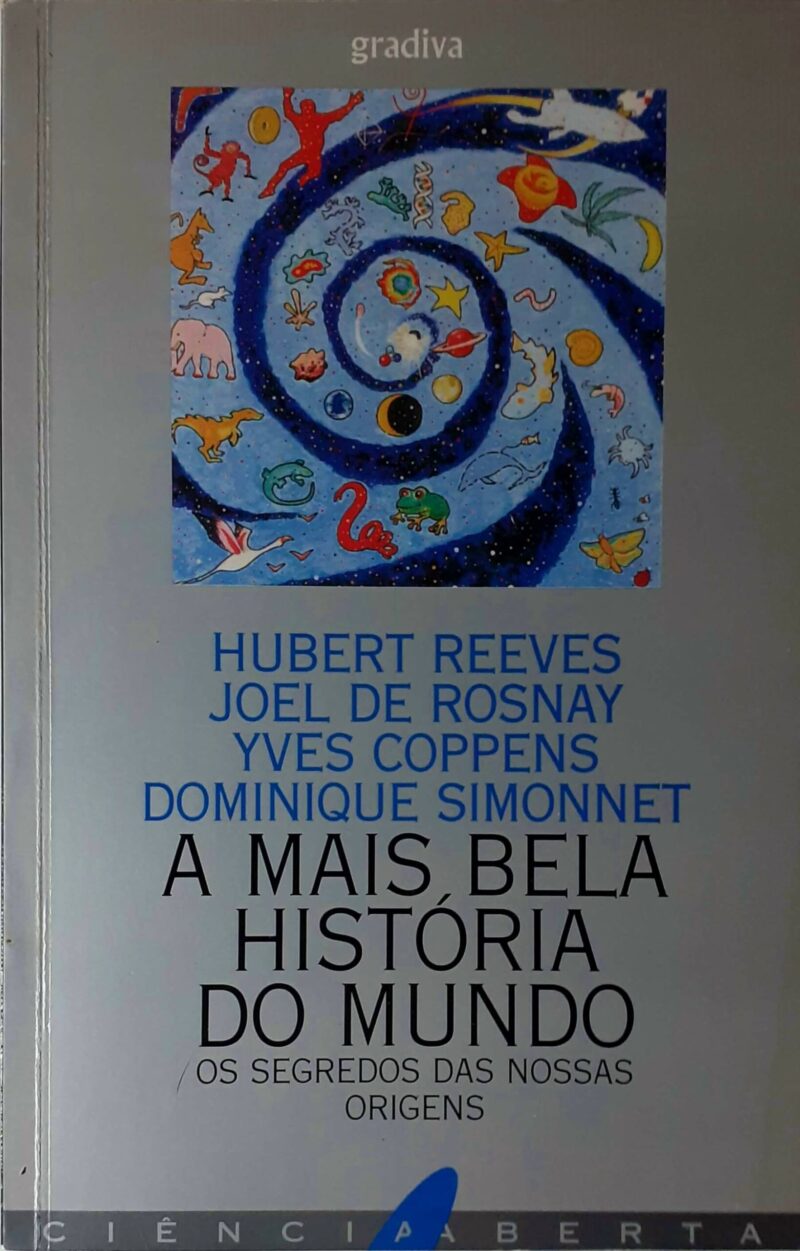 gradiva
HUBERT REEVES
JOEL DE ROSNAY
YVES COPPENS
DOMINIQUE SIMONNET
A MAIS BELA
HISTÓRIA
DO MUNDO
OS SEGREDOS DAS NOSSAS
ORIGENS
CIÊNCIA ABERTA